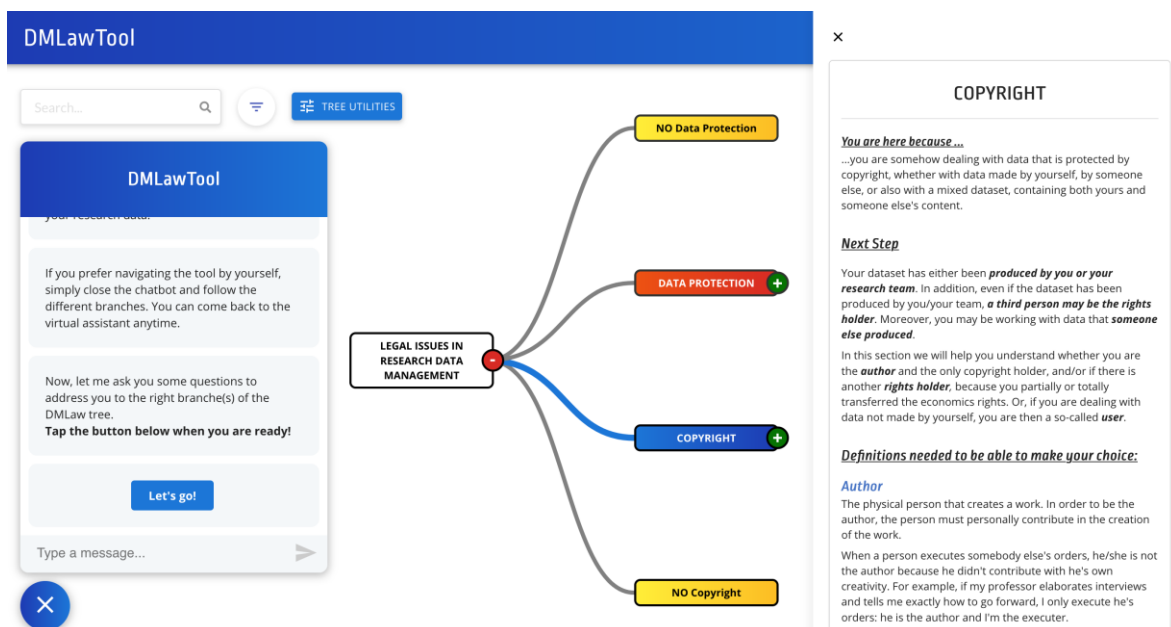 DMLawTool
Search...
TREE UTILITIES
DMLawTool
your research data.
If you prefer navigating the tool by yourself,
simply close the chatbot and follow the
different branches. You can come back to the
virtual assistant anytime.
Now, let me ask you some questions to
address you to the right branche(s) of the
DMLaw tree.
Tap the button below when you are ready!
Let's go!
Type a message...
LEGAL ISSUES IN
RESEARCH DATA
MANAGEMENT
-
NO Data Protection
DATA PROTECTION
+
COPYRIGHT
+
NO Copyright
COPYRIGHT
You are here because ...
...you are somehow dealing with data that is protected by
copyright, whether with data made by yourself, by someone
else, or also with a mixed dataset, containing both yours and
someone else's content.
Next Step
Your dataset has either been produced by you or your
research team. In addition, even if the dataset has been
produced by you/your team, a third person may be the rights
holder. Moreover, you may be working with data that someone
else produced.
In this section we will help you understand whether you are
the author and the only copyright holder, and/or if there is
another rights holder, because you partially or totally
transferred the economics rights. Or, if you are dealing with
data not made by yourself, you are then a so-called user.
Definitions needed to be able to make your choice:
Author
The physical person that creates a work. In order to be the
author, the person must personally contribute in the creation
of the work.
When a person executes somebody else's orders, he/she is not
the author because he didn't contribute with he's own
creativity. For example, if my professor elaborates interviews
and tells me exactly how to go forward, I only execute he's
orders: he is the author and I'm the executer.